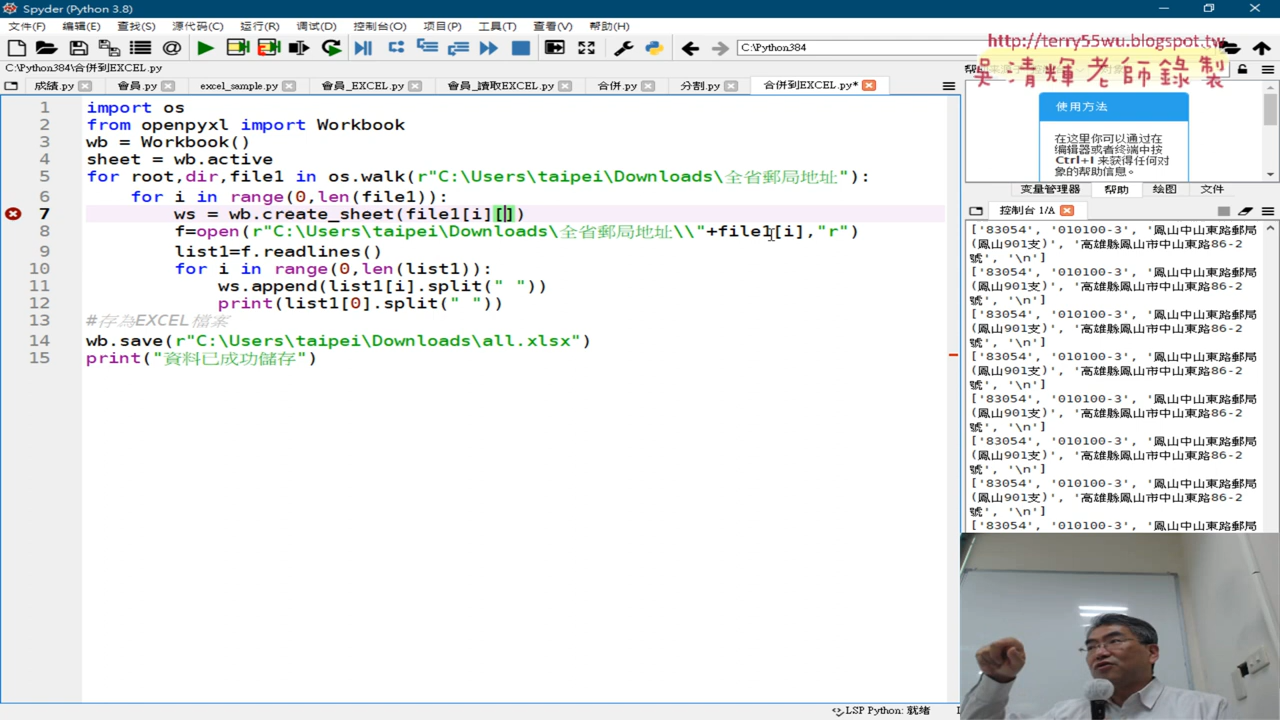 Spyder (Python 3.8)
文件(F) 编辑(E) 查找(S) 源代码(C) 运行(R) 调试(D) 控制台(O) 项目(P) 工具(T) 查看(V) 帮助(H)
C:\Python384
http://terry55wu.blogspot.tw
吳清輝老師錄製
C:\Python384\合併到EXCEL.py
成績.py 會員.py excel_sample.py 會員_EXCEL.py 會員_讀取EXCEL.py 合併.py 分割.py 合併到EXCEL.py*
1 import os
2 from openpyxl import Workbook
3 wb = Workbook()
4 sheet = wb.active
5 for root,dir,file1 in os.walk(r"C:\Users\taipei\Downloads\全省郵局地址"):
6 for i in range(0,len(file1)):
7 ws = wb.create_sheet(file1[i][])
8 f=open(r"C:\Users\taipei\Downloads\全省郵局地址\\"+file1[i],"r")
9 list1=f.readlines()
10 for i in range(0,len(list1)):
11 ws.append(list1[i].split(" "))
12 print(list1[0].split(" "))
13 #存為EXCEL檔案
14 wb.save(r"C:\Users\taipei\Downloads\all.xlsx")
15 print("資料已成功儲存")
使用方法
在这里你可以通过在
编辑器或者终端中按
Ctrl+I 来获得任何对
象的帮助信息。
变量管理器 帮助 绘图 文件
控制台 1/A
['83054', '010100-3', '鳳山中山東路郵局
(鳳山901支)', '高雄縣鳳山市中山東路86-2
號', '\n']
['83054', '010100-3', '鳳山中山東路郵局
(鳳山901支)', '高雄縣鳳山市中山東路86-2
號', '\n']
['83054', '010100-3', '鳳山中山東路郵局
(鳳山901支)', '高雄縣鳳山市中山東路86-2
號', '\n']
['83054', '010100-3', '鳳山中山東路郵局
(鳳山901支)', '高雄縣鳳山市中山東路86-2
號', '\n']
['83054', '010100-3', '鳳山中山東路郵局
(鳳山901支)', '高雄縣鳳山市中山東路86-2
號', '\n']
['83054', '010100-3', '鳳山中山東路郵局
(鳳山901支)', '高雄縣鳳山市中山東路86-2
號', '\n']
['83054', '010100-3', '鳳山中山東路郵局
(鳳山901支)', '高雄縣鳳山市中山東路86-2
號', '\n']
['83054', '010100-3', '鳳山中山東路郵局
LSP Python: 就绪